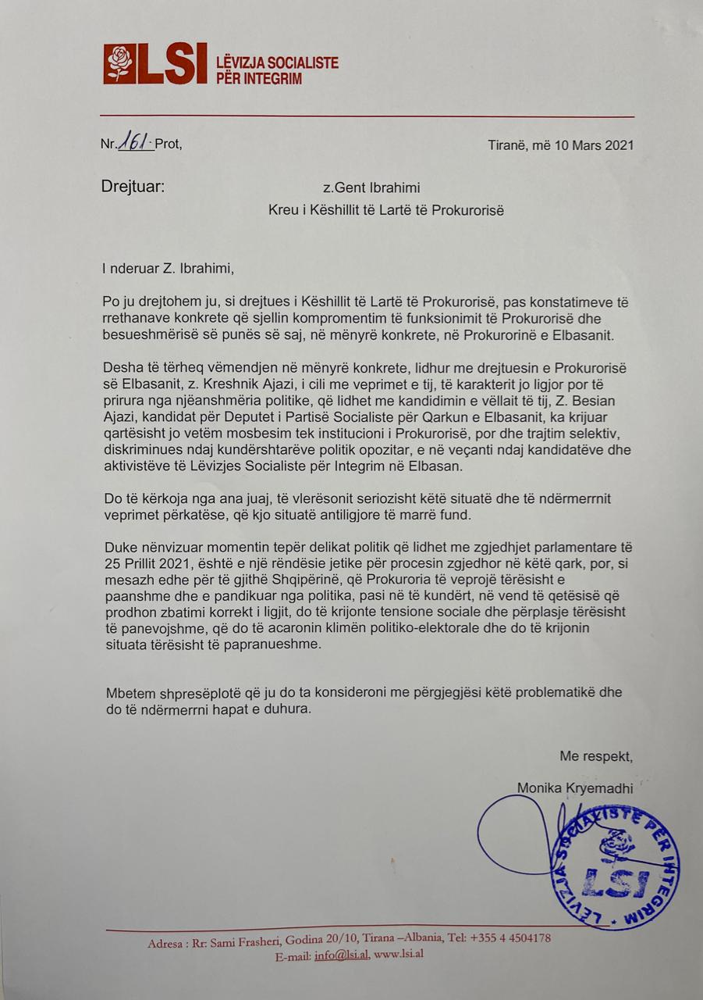 LSI LËVIZJA SOCIALISTE
PËR INTEGRIM
Nr. 161 Prot,
Tiranë, më 10 Mars 2021
Drejtuar:
z.Gent Ibrahimi
Kreu i Këshillit të Lartë të Prokurorisë
I nderuar Z. Ibrahimi,
Po ju drejtohem ju, si drejtues i Këshillit të Lartë të Prokurorisë, pas konstatimeve të
rrethanave konkrete që sjellin kompromentim të funksionimit të Prokurorisë dhe
besueshmërisë së punës së saj, në mënyrë konkrete, në Prokurorinë e Elbasanit.
Desha të tërheq vëmendjen në mënyrë konkrete, lidhur me drejtuesin e Prokurorisë
së Elbasanit, z. Kreshnik Ajazi, i cili me veprimet e tij, të karakterit jo ligjor por të
prirura nga njëanshmëria politike, që lidhet me kandidimin e vëllait të tij, Z. Besian
Ajazi, kandidat për Deputet i Partisë Socialiste për Qarkun e Elbasanit, ka krijuar
qartësisht jo vetëm mosbesim tek institucioni i Prokurorisë, por dhe trajtim selektiv,
diskriminues ndaj kundërshtarëve politik opozitar, e në veçanti ndaj kandidatëve dhe
aktivistëve të Lëvizjes Socialiste për Integrim në Elbasan.
Do të kërkoja nga ana juaj, të vlerësonit seriozisht këtë situatë dhe të ndërmerrnit
veprimet përkatëse, që kjo situatë antiligjore të marrë fund.
Duke nënvizuar momentin tepër delikat politik që lidhet me zgjedhjet parlamentare të
25 Prillit 2021, është e një rëndësie jetike për procesin zgjedhor në këtë qark, por, si
mesazh edhe për të gjithë Shqipërinë, që Prokuroria të veprojë tërësisht e
paanshme dhe e pandikuar nga politika, pasi në të kundërt, në vend të qetësisë që
prodhon zbatimi korrekt i ligjit, do të krijonte tensione sociale dhe përplasje tërësisht
të panevojshme, që do të acaronin klimën politiko-elektorale dhe do të krijonin
situata tërësisht të papranueshme.
Mbetem shpresëplotë që ju do ta konsideroni me përgjegjësi këtë problematikë dhe
do të ndërmerrni hapat e duhura.
Me respekt,
Monika Kryemadhi
LËVIZJA SOCIALISTE PËR INTEGRIM
LSI
Adresa : Rr: Sami Frasheri, Godina 20/10, Tirana –Albania, Tel: +355 4 4504178
E-mail: info@lsi.al, www.lsi.al